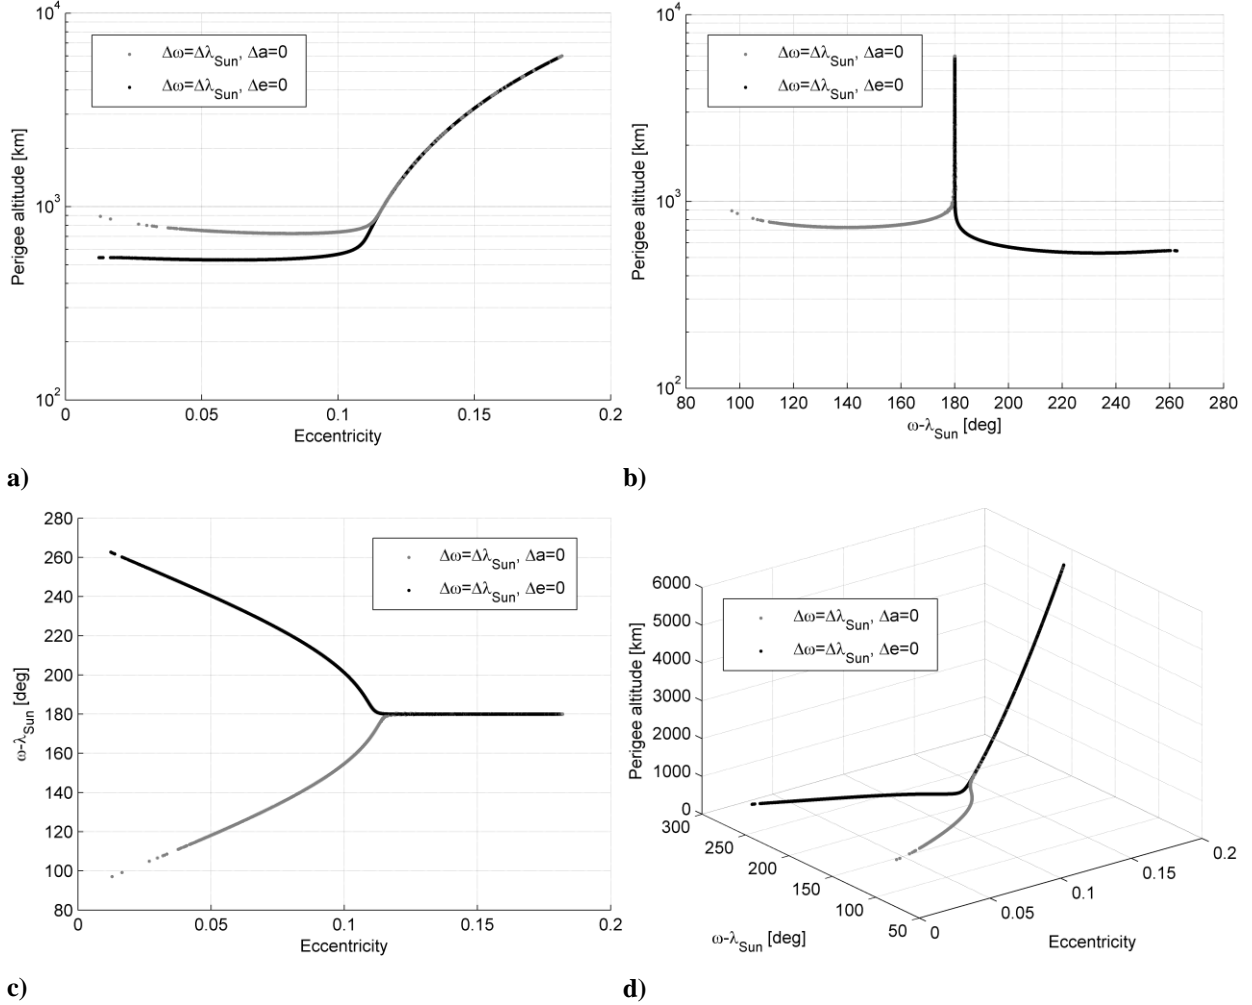 10^4
10^3
10^2
Perigee altitude [km]
Δω=Δλ_Sun, Δa=0
Δω=Δλ_Sun, Δe=0
0 0.05 0.1 0.15 0.2
Eccentricity
a)
10^4
10^3
10^2
Perigee altitude [km]
Δω=Δλ_Sun, Δa=0
Δω=Δλ_Sun, Δe=0
80 100 120 140 160 180 200 220 240 260 280
ω-λ_Sun [deg]
b)
280
260
240
220
200
180
160
140
120
100
80
ω-λ_Sun [deg]
Δω=Δλ_Sun, Δa=0
Δω=Δλ_Sun, Δe=0
0 0.05 0.1 0.15 0.2
Eccentricity
c)
6000
5000
4000
3000
2000
1000
0
Perigee altitude [km]
Δω=Δλ_Sun, Δa=0
Δω=Δλ_Sun, Δe=0
300
250
200
150
100
50
ω-λ_Sun [deg]
0
0.05
0.1
0.15
0.2
Eccentricity
d)